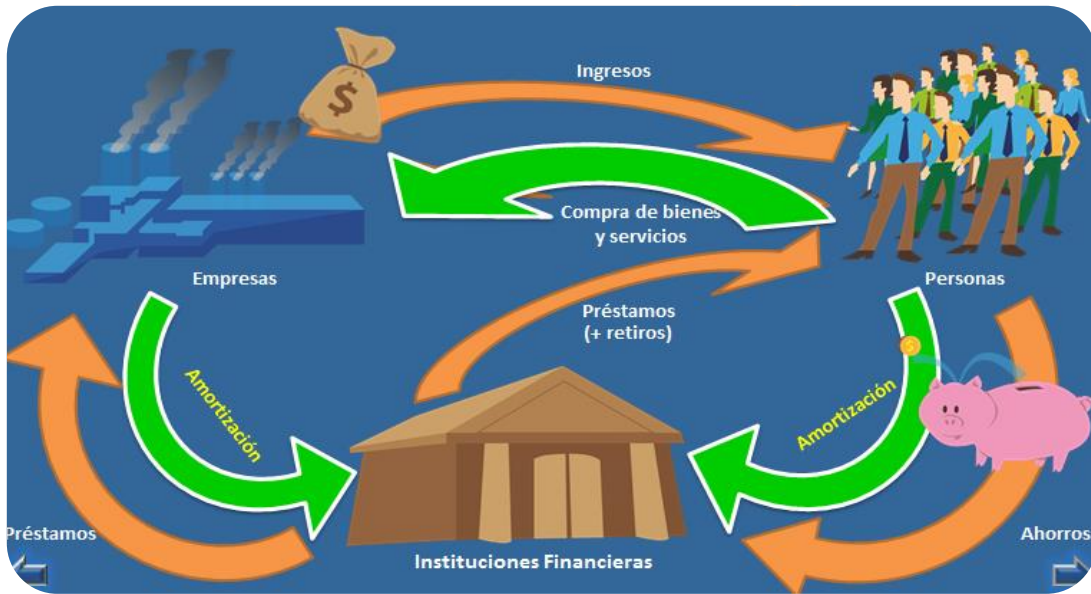 $
Ingresos
Compra de bienes
y servicios
Empresas
Personas
Préstamos
(+ retiros)
$
Amortización
Amortización
Préstamos
Instituciones Financieras
Ahorros